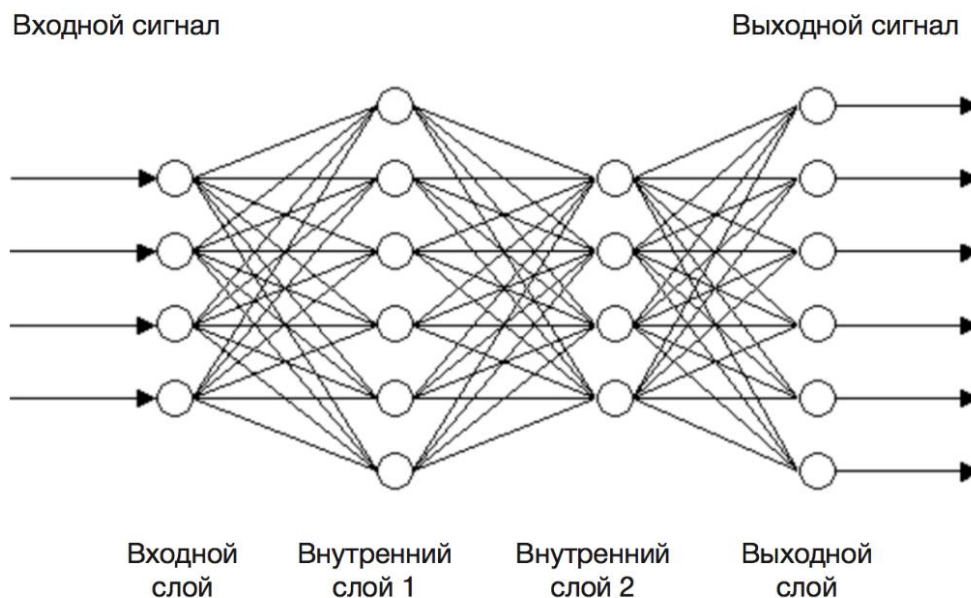 Входной сигнал
Выходной сигнал
Входной
слой
Внутренний
слой 1
Внутренний
слой 2
Выходной
слой